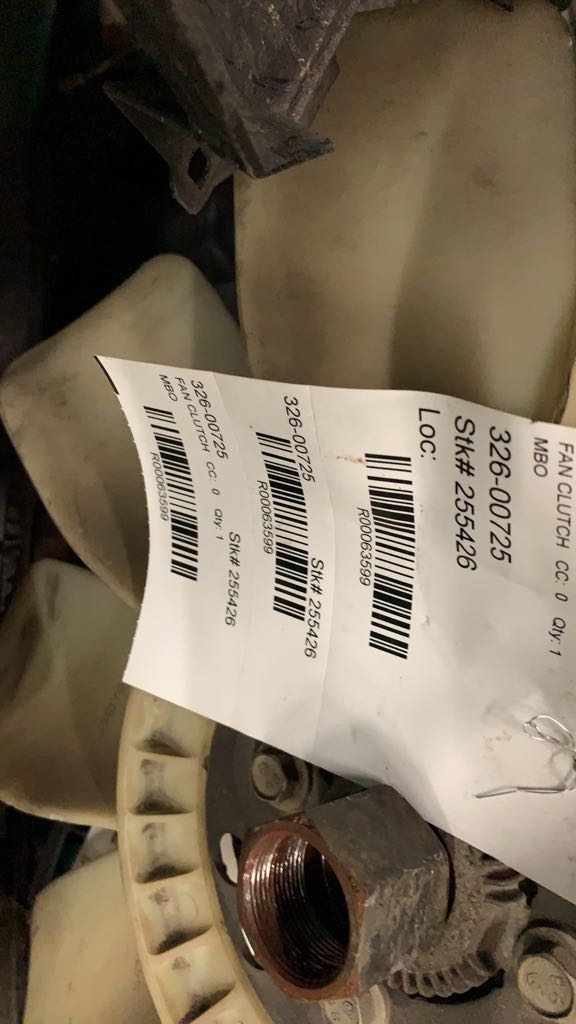 FAN CLUTCH CC: 0 Qty: 1
MBO
326-00725
Stk# 255426
Loc:
R00063599
326-00725
Stk# 255426
R00063599
326-00725
FAN CLUTCH CC: 0 Qty: 1
MBO
Stk# 255426
R00063599